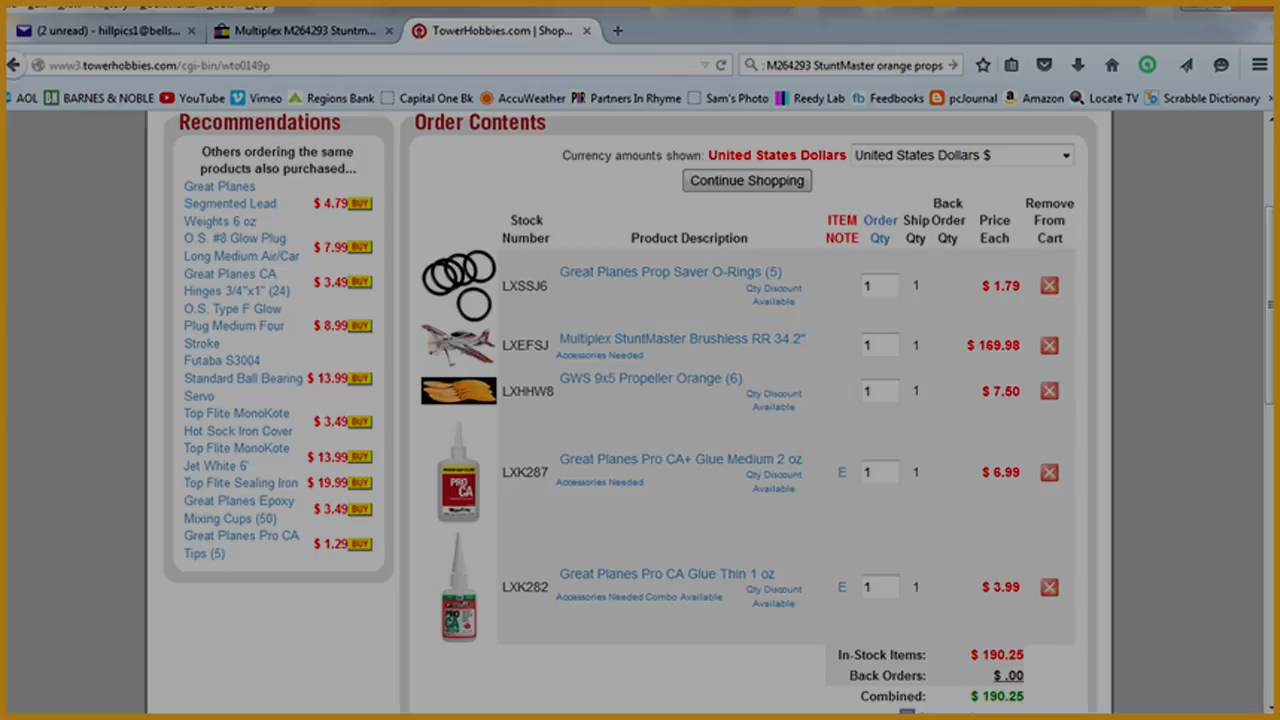 (2 unread) - hillpics1@bells...
Multiplex M264293 Stuntm...
TowerHobbies.com | Shop...
www3.towerhobbies.com/cgi-bin/wto0149p
: M264293 StuntMaster orange props
AOL BARNES & NOBLE YouTube Vimeo Regions Bank Capital One Bk AccuWeather Partners In Rhyme Sam's Photo Reedy Lab Feedbooks pcJournal Amazon Locate TV Scrabble Dictionary
Recommendations
Others ordering the same
products also purchased...
Great Planes
Segmented Lead
Weights 6 oz
$ 4.79 BUY
O.S. #8 Glow Plug
Long Medium Air/Car
$ 7.99 BUY
Great Planes CA
Hinges 3/4"x1" (24)
$ 3.49 BUY
O.S. Type F Glow
Plug Medium Four
Stroke
$ 8.99 BUY
Futaba S3004
Standard Ball Bearing
Servo
$ 13.99 BUY
Top Flite MonoKote
Hot Sock Iron Cover
$ 3.49 BUY
Top Flite MonoKote
Jet White 6'
$ 13.99 BUY
Top Flite Sealing Iron
$ 19.99 BUY
Great Planes Epoxy
Mixing Cups (50)
$ 3.49 BUY
Great Planes Pro CA
Tips (5)
$ 1.29 BUY
Order Contents
Currency amounts shown: United States Dollars
United States Dollars $
Continue Shopping
Stock
Number
Product Description
ITEM
NOTE
Order
Qty
Ship
Qty
Back
Order
Qty
Price
Each
Remove
From
Cart
LXSSJ6
Great Planes Prop Saver O-Rings (5)
Qty Discount
Available
1 1 $ 1.79
LXEFSJ
Multiplex StuntMaster Brushless RR 34.2"
Accessories Needed
1 1 $ 169.98
LXHHW8
GWS 9x5 Propeller Orange (6)
Qty Discount
Available
1 1 $ 7.50
PRO
CA
LXK287
Great Planes Pro CA+ Glue Medium 2 oz
Accessories Needed
Qty Discount
Available
E 1 1 $ 6.99
PRO
CA
LXK282
Great Planes Pro CA Glue Thin 1 oz
Accessories Needed Combo Available
Qty Discount
Available
E 1 1 $ 3.99
In-Stock Items: $ 190.25
Back Orders: $ .00
Combined: $ 190.25